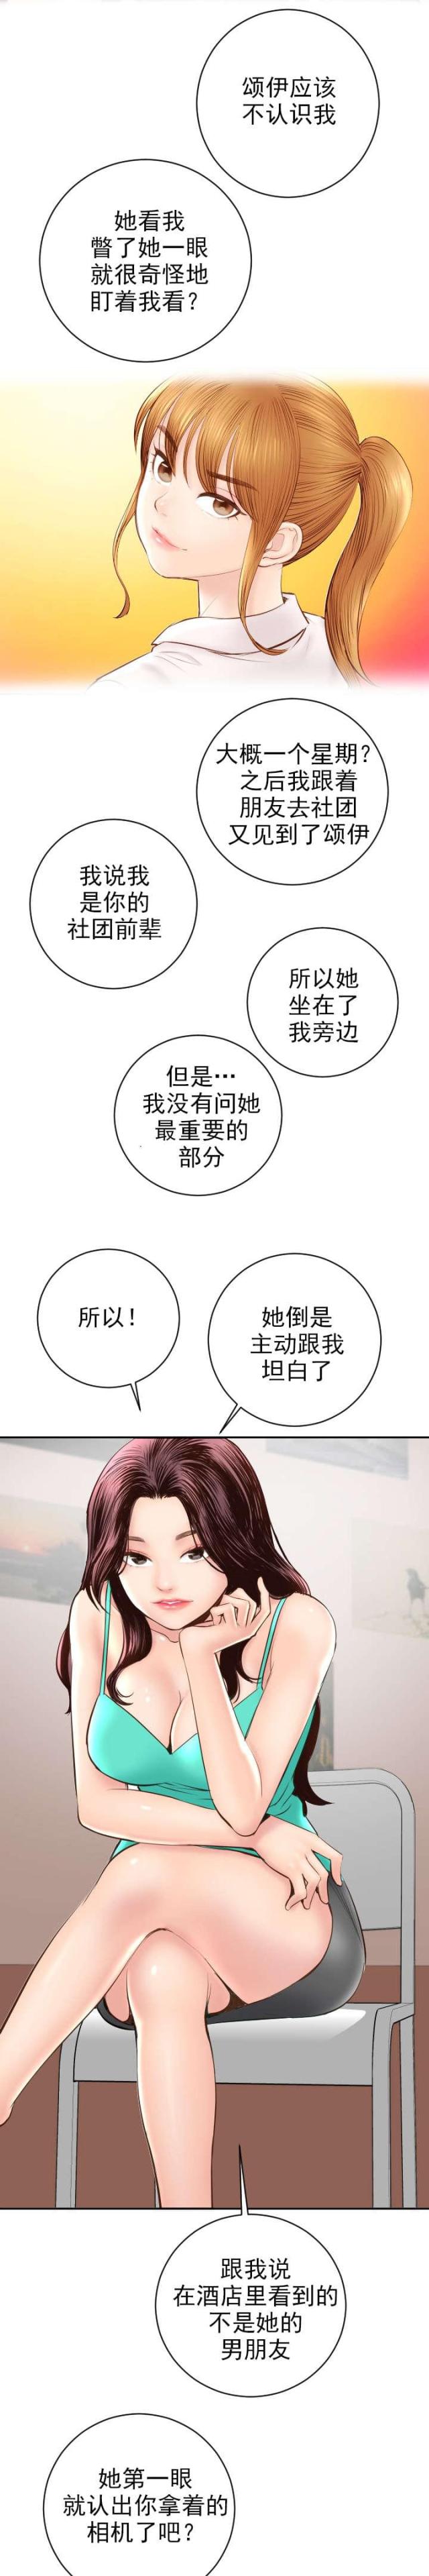 颂伊应该
不认识我
她看我
瞥了她一眼
就很奇怪地
盯着我看?
大概一个星期?
之后我跟着
朋友去社团
又见到了颂伊
我说我
是你的
社团前辈
所以她
坐在了
我旁边
但是…
我没有问她
最重要的
部分
所以!
她倒是
主动跟我
坦白了
跟我说
在酒店里看到的
不是她的
男朋友
她第一眼
就认出你拿着的
相机了吧?